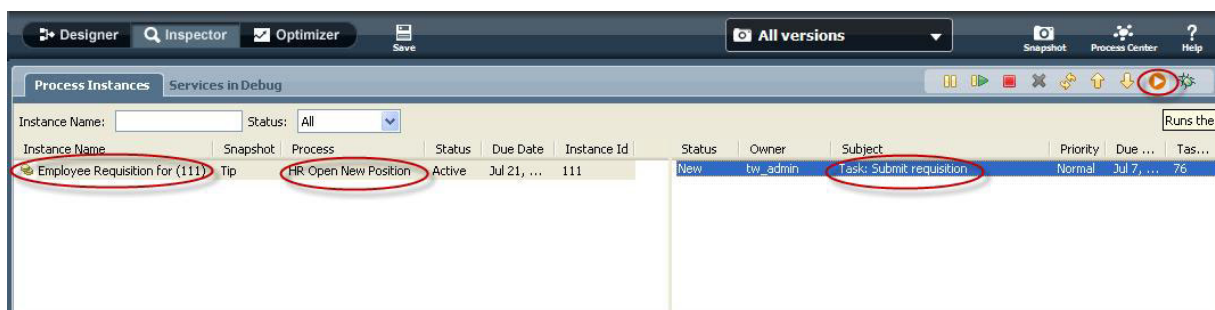 Designer Inspector Optimizer Save All versions Snapshot Process Center Help
Process Instances Services in Debug
Instance Name: Status: All Runs the
Instance Name Snapshot Process Status Due Date Instance Id Status Owner Subject Priority Due ... Tas...
Employee Requisition for (111) Tip HR Open New Position Active Jul 21, ... 111 New tw_admin Task: Submit requisition Normal Jul 7, ... 76